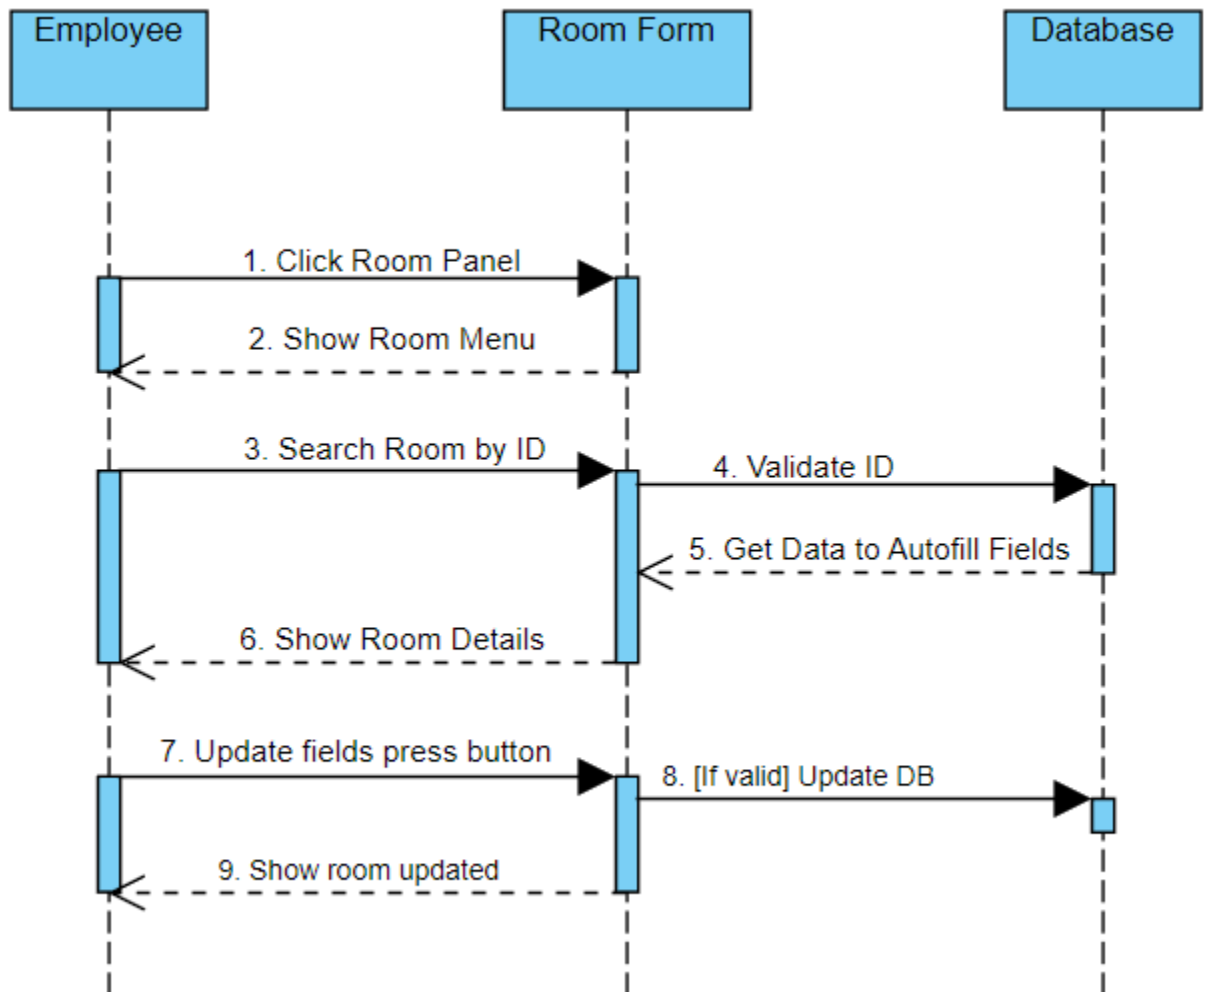 Employee
Room Form
Database
1. Click Room Panel
2. Show Room Menu
3. Search Room by ID
4. Validate ID
5. Get Data to Autofill Fields
6. Show Room Details
7. Update fields press button
8. [If valid] Update DB
9. Show room updated